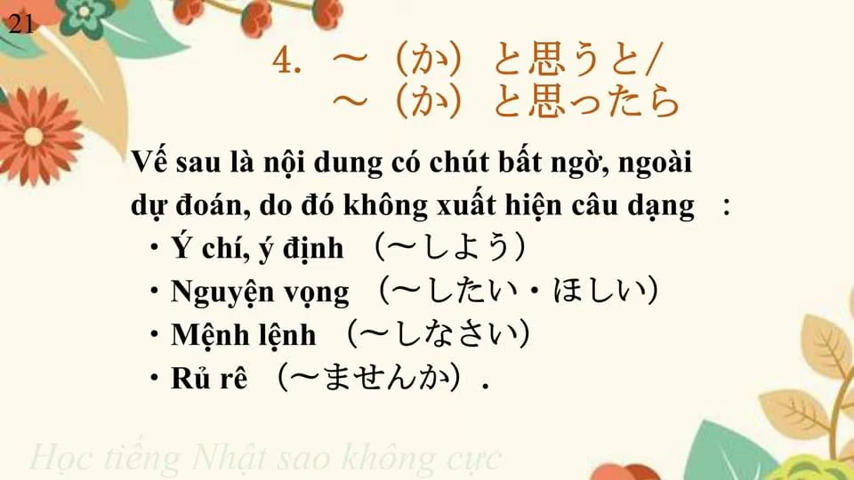 21
4. ～（か）と思うと/
～（か）と思ったら
Vế sau là nội dung có chút bất ngờ, ngoài
dự đoán, do đó không xuất hiện câu dạng :
・Ý chí, ý định （～しよう）
・Nguyện vọng （～したい・ほしい）
・Mệnh lệnh （～しなさい）
・Rủ rê （～ませんか）.
Học tiếng Nhật sao không cực